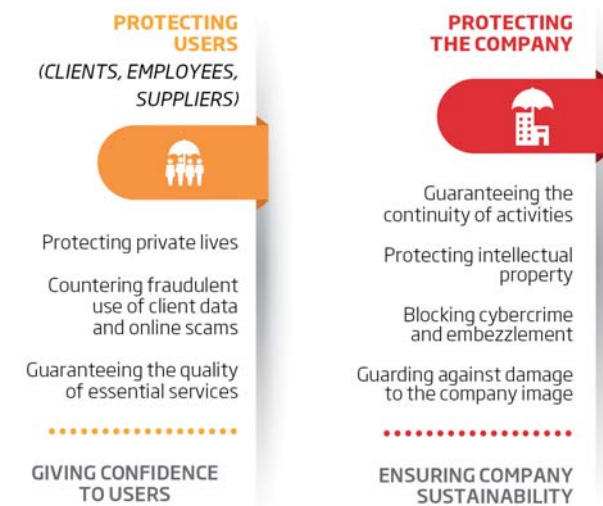 PROTECTING
USERS
(CLIENTS, EMPLOYEES,
SUPPLIERS)
Protecting private lives
Countering fraudulent
use of client data
and online scams
Guaranteeing the quality
of essential services
GIVING CONFIDENCE
TO USERS
PROTECTING
THE COMPANY
Guaranteeing the
continuity of activities
Protecting intellectual
property
Blocking cybercrime
and embezzlement
Guarding against damage
to the company image
ENSURING COMPANY
SUSTAINABILITY